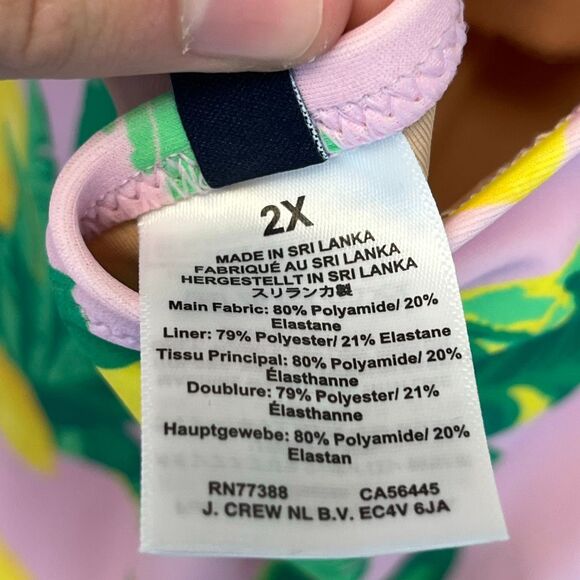 2X
MADE IN SRI LANKA
FABRIQUÉ AU SRI LANKA
HERGESTELLT IN SRI LANKA
スリランカ製
Main Fabric: 80% Polyamide/ 20%
Elastane
Liner: 79% Polyester/ 21% Elastane
Tissu Principal: 80% Polyamide/ 20%
Élasthanne
Doublure: 79% Polyester/ 21%
Élasthanne
Hauptgewebe: 80% Polyamide/ 20%
Elastan
RN77388 CA56445
J. CREW NL B.V. EC4V 6JA